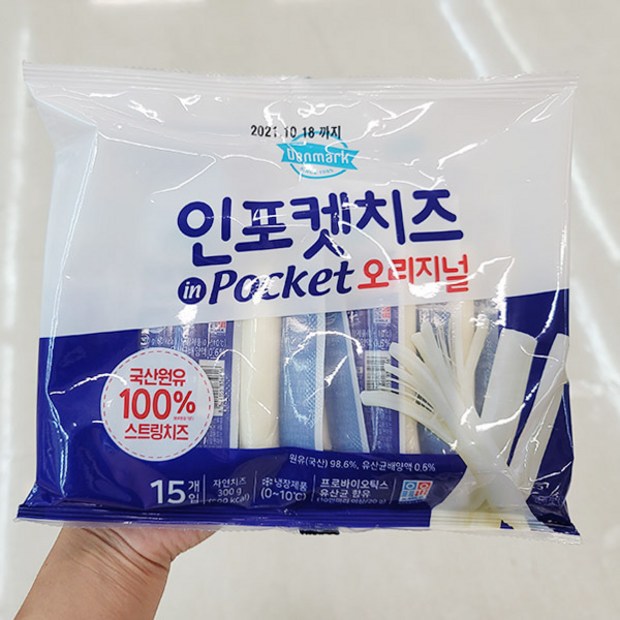 2021.10.18 까지
Denmark
인포켓치즈
in Pocket 오리지널
국산원유
100%
스트링치즈
원유(국산) 98.6%, 유산균배양액 0.6%
15개입
자연치즈
300 g
냉장제품
(0~10℃)
프로바이오틱스
유산균 함유